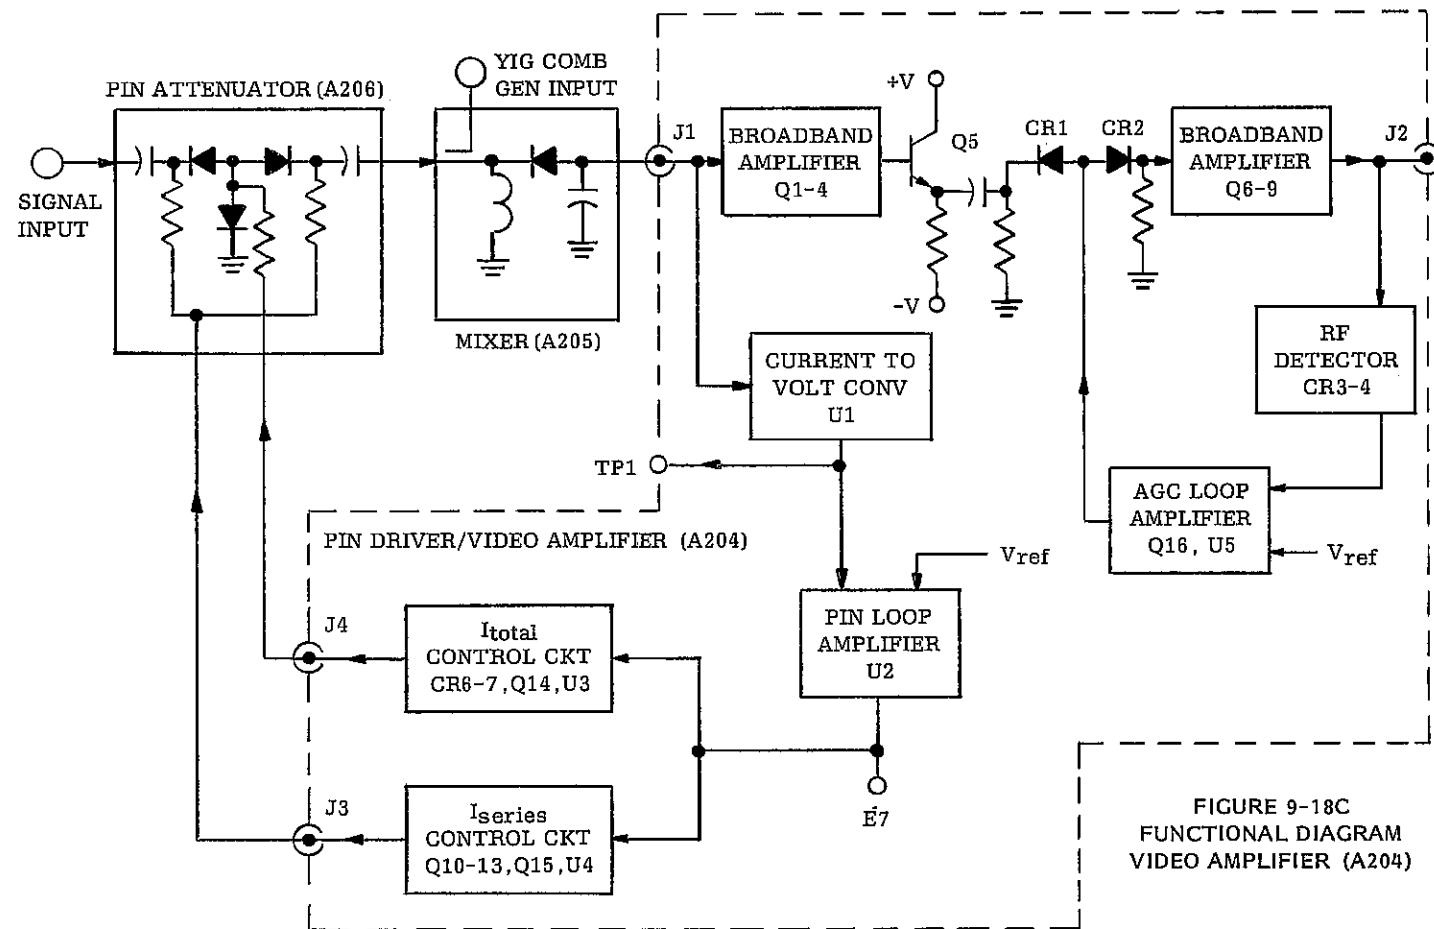 PIN ATTENUATOR (A206)
YIG COMB
GEN INPUT
SIGNAL
INPUT
MIXER (A205)
J1
BROADBAND
AMPLIFIER
Q1-4
+V
Q5
-V
CR1
CR2
BROADBAND
AMPLIFIER
Q6-9
J2
RF
DETECTOR
CR3-4
CURRENT TO
VOLT CONV
U1
TP1
AGC LOOP
AMPLIFIER
Q16, U5
Vref
PIN DRIVER/VIDEO AMPLIFIER (A204)
Vref
PIN LOOP
AMPLIFIER
U2
J4
Itotal
CONTROL CKT
CR6-7,Q14,U3
J3
Iseries
CONTROL CKT
Q10-13,Q15,U4
E7
FIGURE 9-18C
FUNCTIONAL DIAGRAM
VIDEO AMPLIFIER (A204)